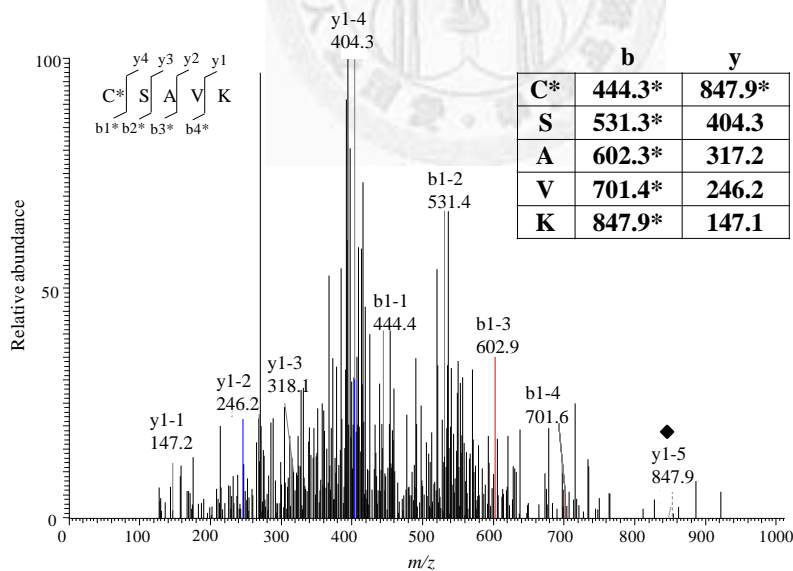 y1-4
404.3
100
50
0
Relative abundance
y4 y3 y2 y1
C* S A V K
b1* b2* b3* b4*
b y
C* 444.3* 847.9*
S 531.3* 404.3
A 602.3* 317.2
V 701.4* 246.2
K 847.9* 147.1
b1-2
531.4
b1-1
444.4
b1-3
602.9
y1-3
318.1
y1-2
246.2
b1-4
701.6
y1-1
147.2
◆
y1-5
847.9
0 100 200 300 400 500 600 700 800 900 1000
m/z